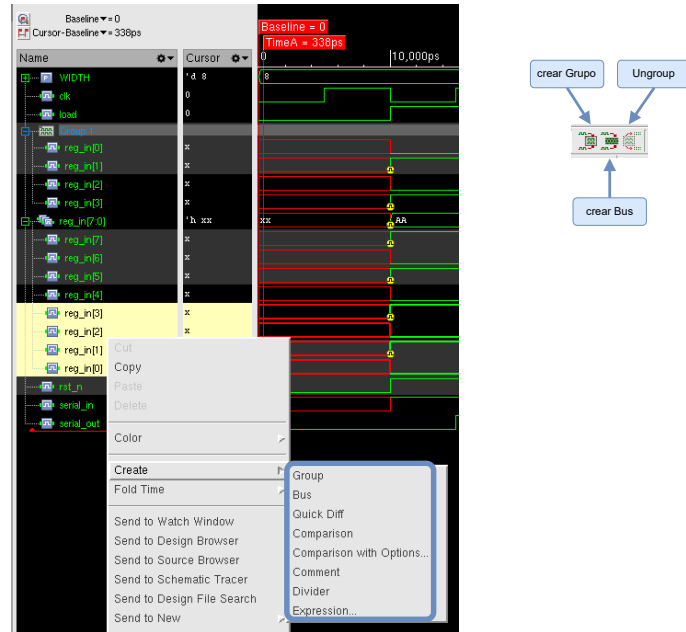 Baseline ▾= 0
Cursor-Baseline ▾= 338ps
Baseline = 0
TimeA = 338ps
Name
Cursor
0
10,000ps
WIDTH
'd 8
8
clk
0
load
0
Group 1
reg_in[0]
x
reg_in[1]
x
reg_in[2]
x
reg_in[3]
x
reg_in[7:0]
'h xx
xx
AA
reg_in[7]
x
reg_in[6]
x
reg_in[5]
x
reg_in[4]
x
reg_in[3]
x
reg_in[2]
x
reg_in[1]
reg_in[0]
rst_n
serial_in
serial_out
Cut
Copy
Paste
Delete
Color
Create
Fold Time
Send to Watch Window
Send to Design Browser
Send to Source Browser
Send to Schematic Tracer
Send to Design File Search
Send to New
Group
Bus
Quick Diff
Comparison
Comparison with Options...
Comment
Divider
Expression...
crear Grupo
Ungroup
crear Bus